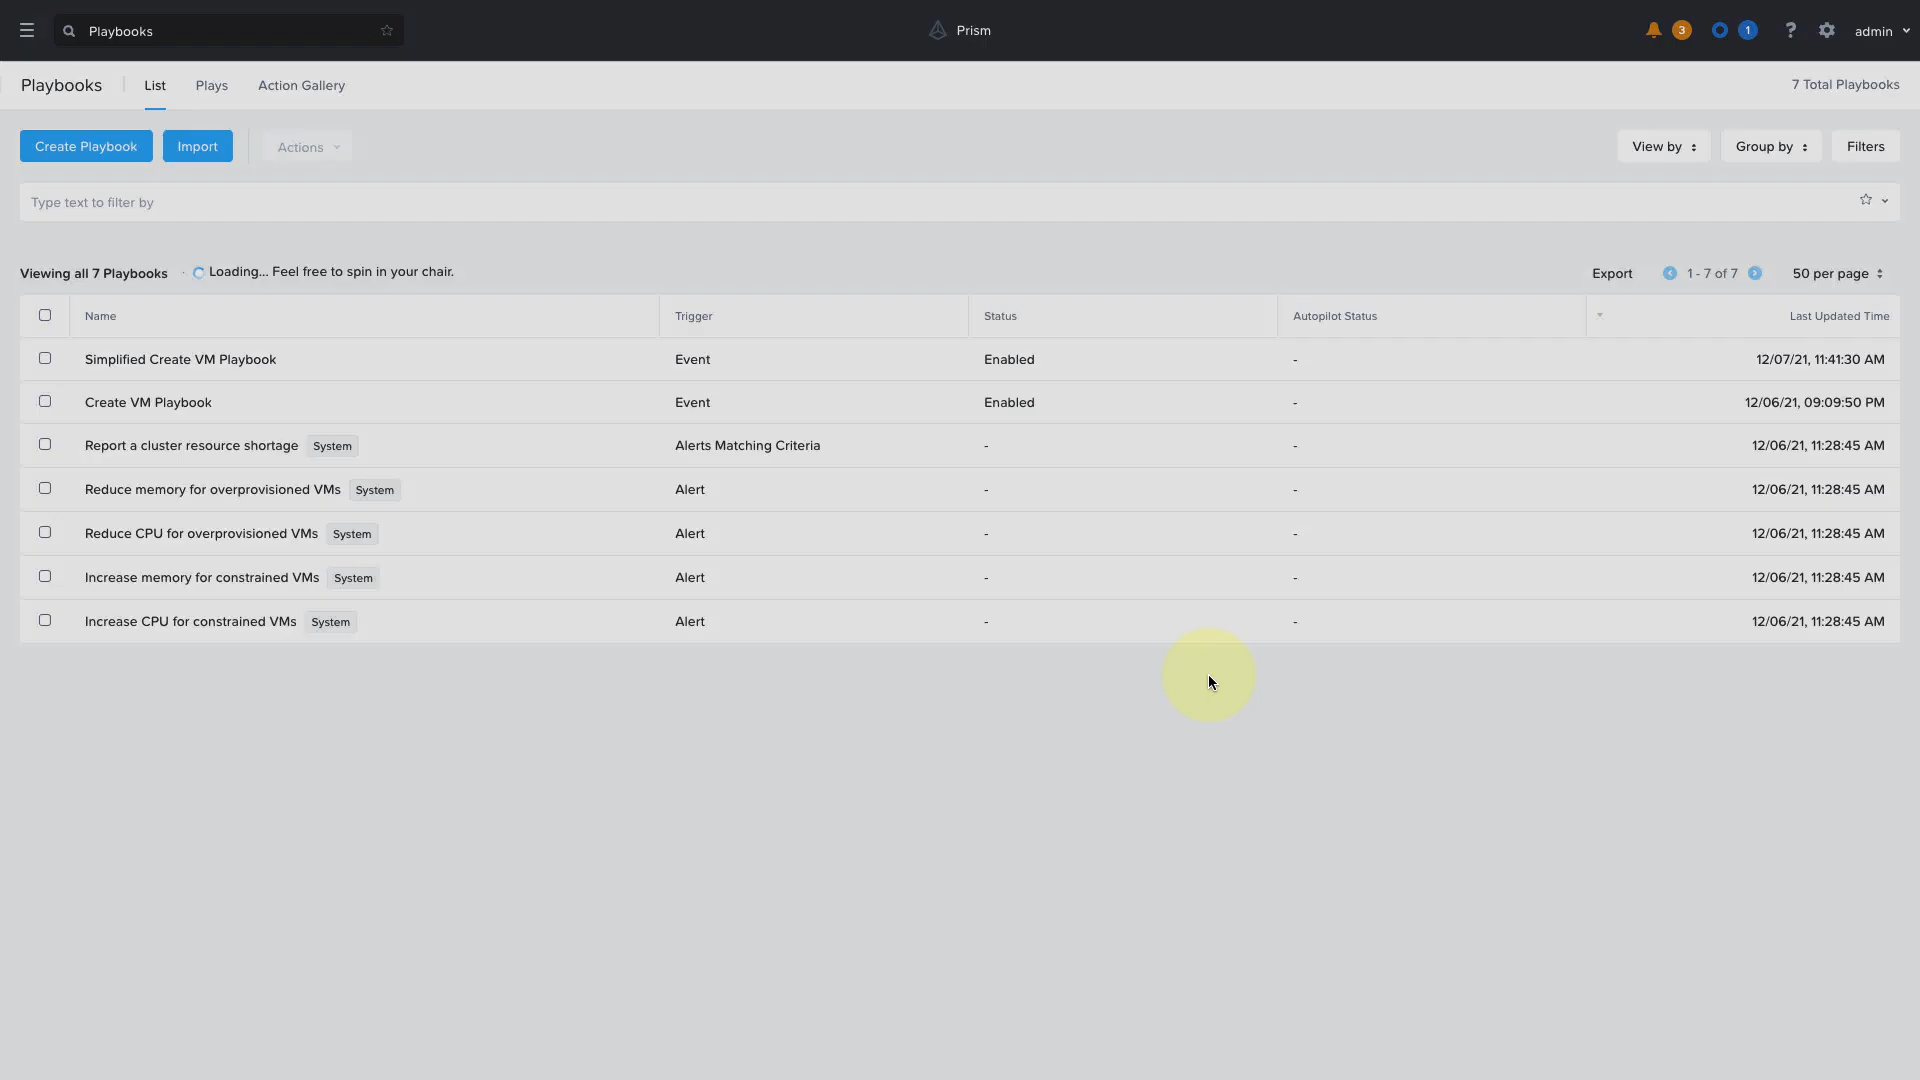 Playbooks
Prism
3
1
?
admin
Playbooks
List
Plays
Action Gallery
7 Total Playbooks
Create Playbook
Import
Actions
View by
Group by
Filters
Type text to filter by
Viewing all 7 Playbooks · Loading... Feel free to spin in your chair.
Export
1 - 7 of 7
50 per page
Name Trigger Status Autopilot Status Last Updated Time
Simplified Create VM Playbook Event Enabled - 12/07/21, 11:41:30 AM
Create VM Playbook Event Enabled - 12/06/21, 09:09:50 PM
Report a cluster resource shortage System Alerts Matching Criteria - - 12/06/21, 11:28:45 AM
Reduce memory for overprovisioned VMs System Alert - - 12/06/21, 11:28:45 AM
Reduce CPU for overprovisioned VMs System Alert - - 12/06/21, 11:28:45 AM
Increase memory for constrained VMs System Alert - - 12/06/21, 11:28:45 AM
Increase CPU for constrained VMs System Alert - - 12/06/21, 11:28:45 AM